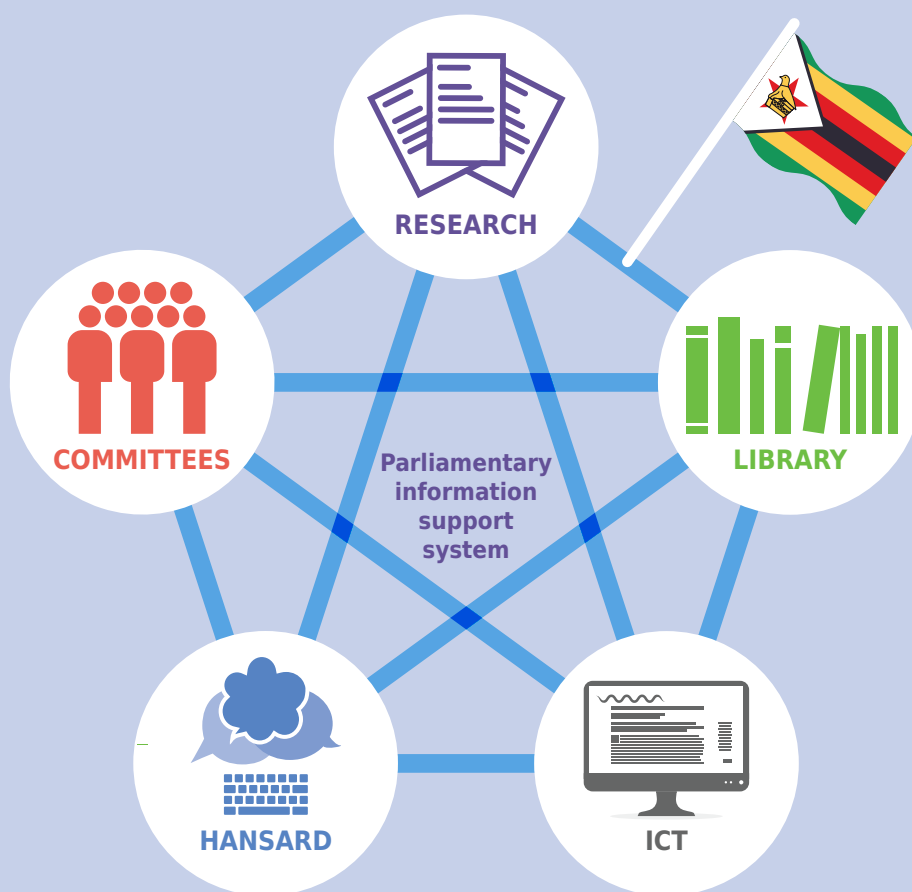 RESEARCH
COMMITTEES
LIBRARY
Parliamentary
information
support
system
HANSARD
ICT